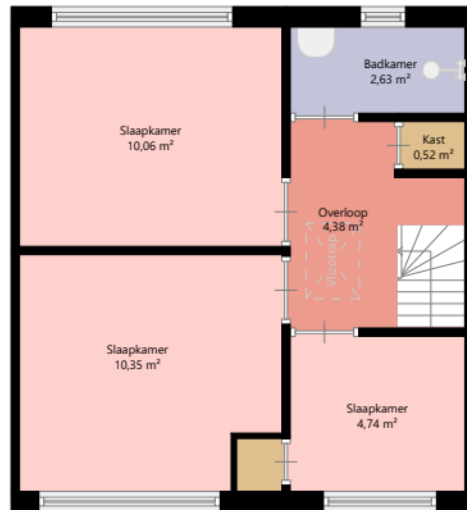 Badkamer
2,63 m²
Slaapkamer
10,06 m²
Kast
0,52 m²
Overloop
4,38 m²
Vlizotrap
Slaapkamer
10,35 m²
Slaapkamer
4,74 m²